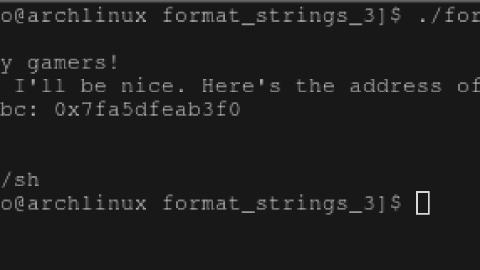 o@archlinux format_strings_3]$ ./for
y gamers!
I'll be nice. Here's the address of
bc: 0x7fa5dfeab3f0
/sh
o@archlinux format_strings_3]$